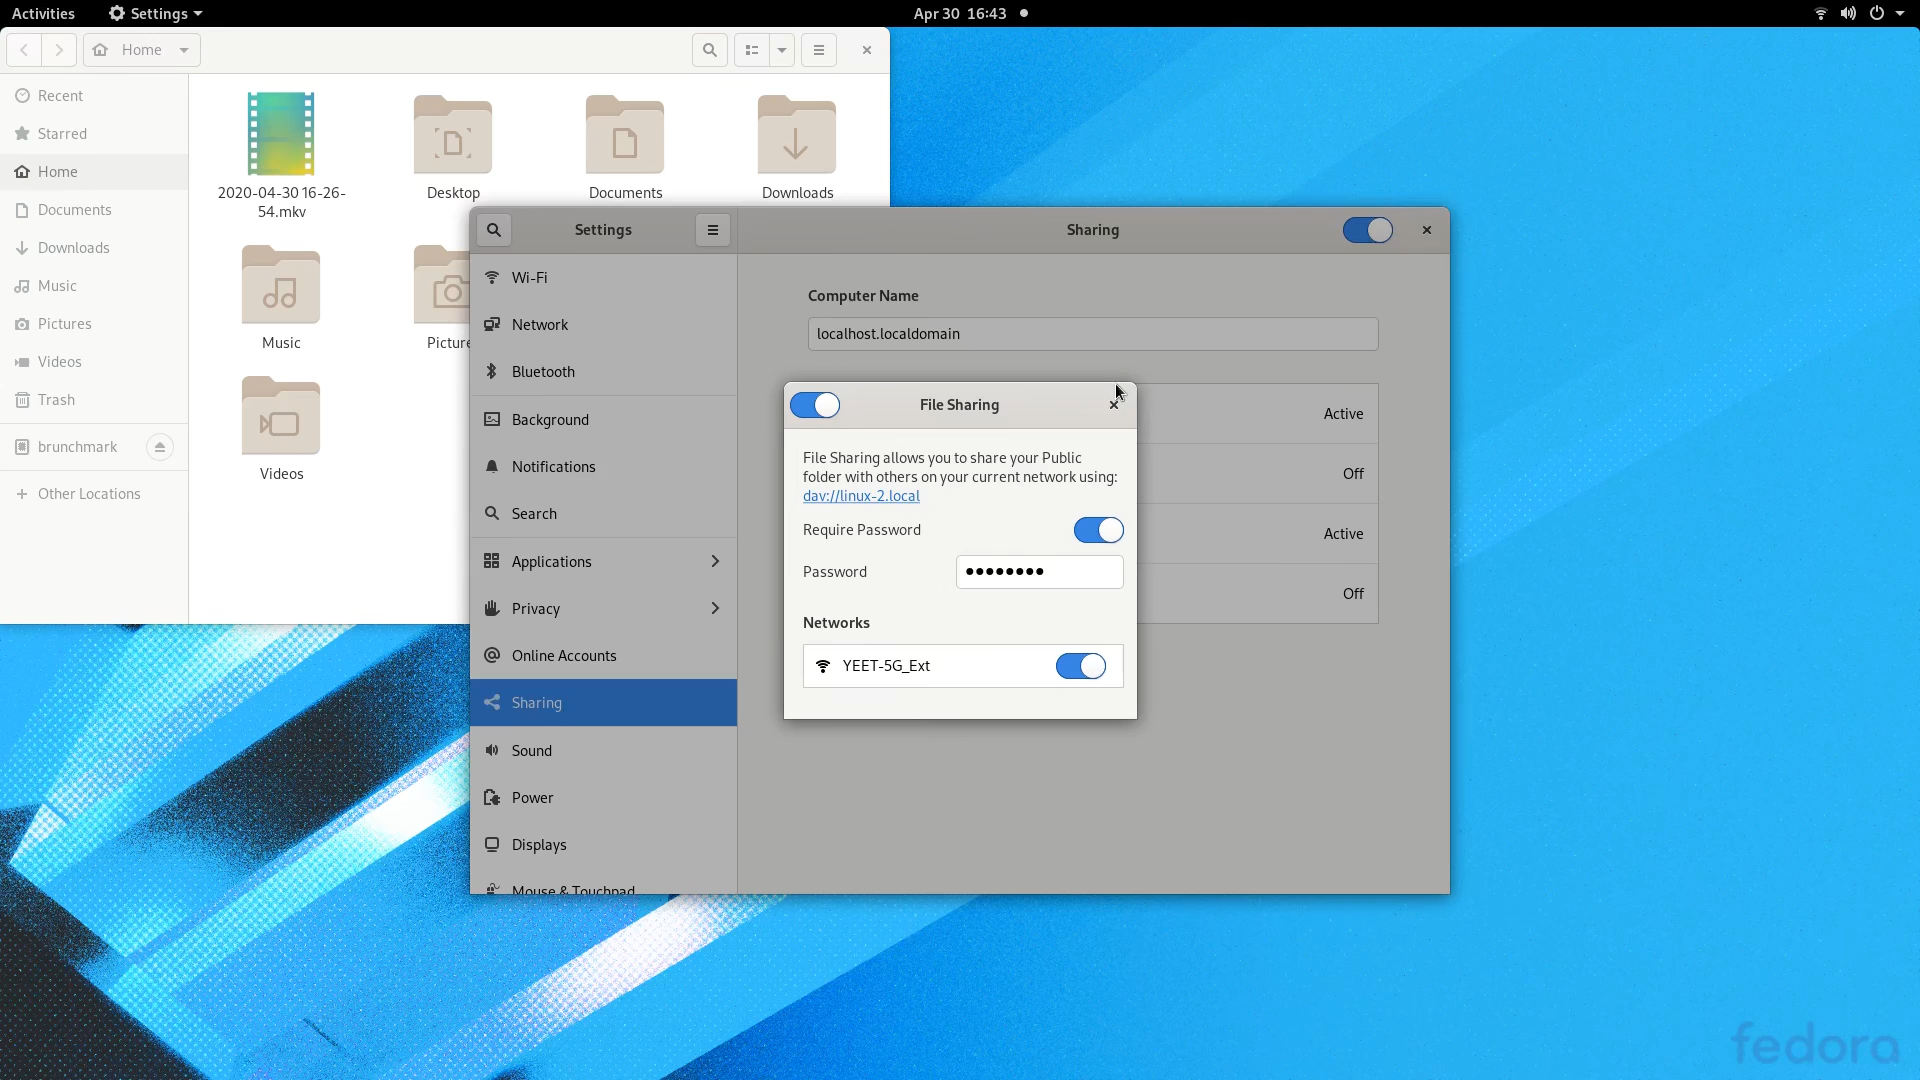 Activities
Settings
Apr 30 16:43
Home
Recent
Starred
Home
Documents
Downloads
Music
Pictures
Videos
Trash
brunchmark
Other Locations
2020-04-30 16-26-
54.mkv
Desktop
Documents
Downloads
Music
Picture
Videos
Settings
Sharing
Wi-Fi
Network
Bluetooth
Background
Notifications
Search
Applications
Privacy
Online Accounts
Sharing
Sound
Power
Displays
Mouse & Touchpad
Computer Name
localhost.localdomain
Active
Off
Active
Off
File Sharing
File Sharing allows you to share your Public
folder with others on your current network using:
dav://linux-2.local
Require Password
Password
●●●●●●●●
Networks
YEET-5G_Ext
fedora